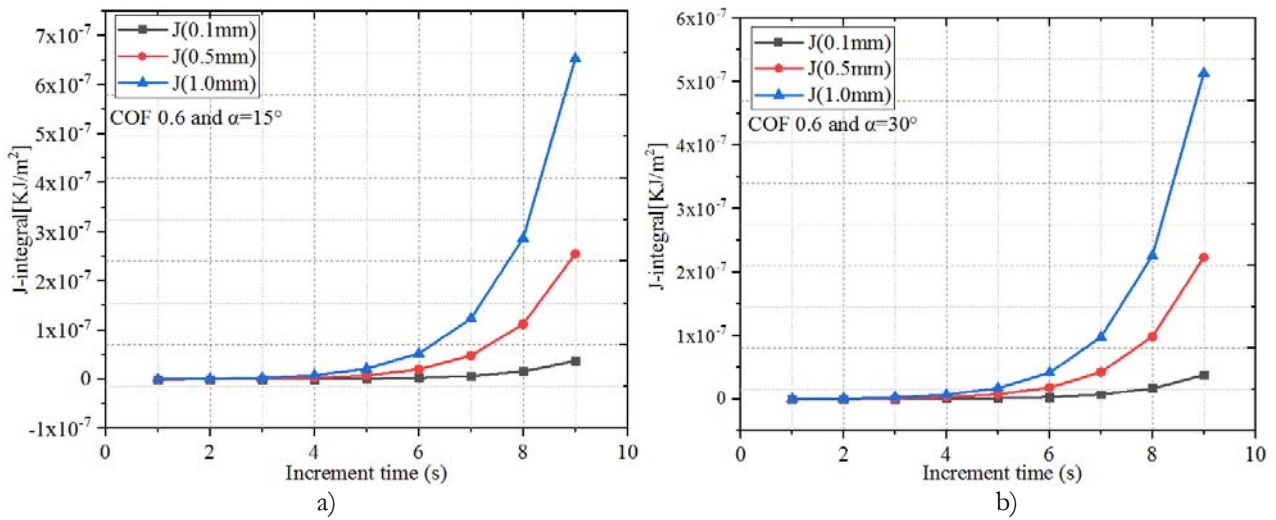 7x10⁻⁷
6x10⁻⁷
5x10⁻⁷
4x10⁻⁷
3x10⁻⁷
2x10⁻⁷
1x10⁻⁷
0
-1x10⁻⁷
J-integral[KJ/m²]
J(0.1mm)
J(0.5mm)
J(1.0mm)
COF 0.6 and α=15°
0 2 4 6 8 10
Increment time (s)
a)
6x10⁻⁷
5x10⁻⁷
4x10⁻⁷
3x10⁻⁷
2x10⁻⁷
1x10⁻⁷
0
J-integral[KJ/m²]
J(0.1mm)
J(0.5mm)
J(1.0mm)
COF 0.6 and α=30°
0 2 4 6 8 10
Increment time (s)
b)